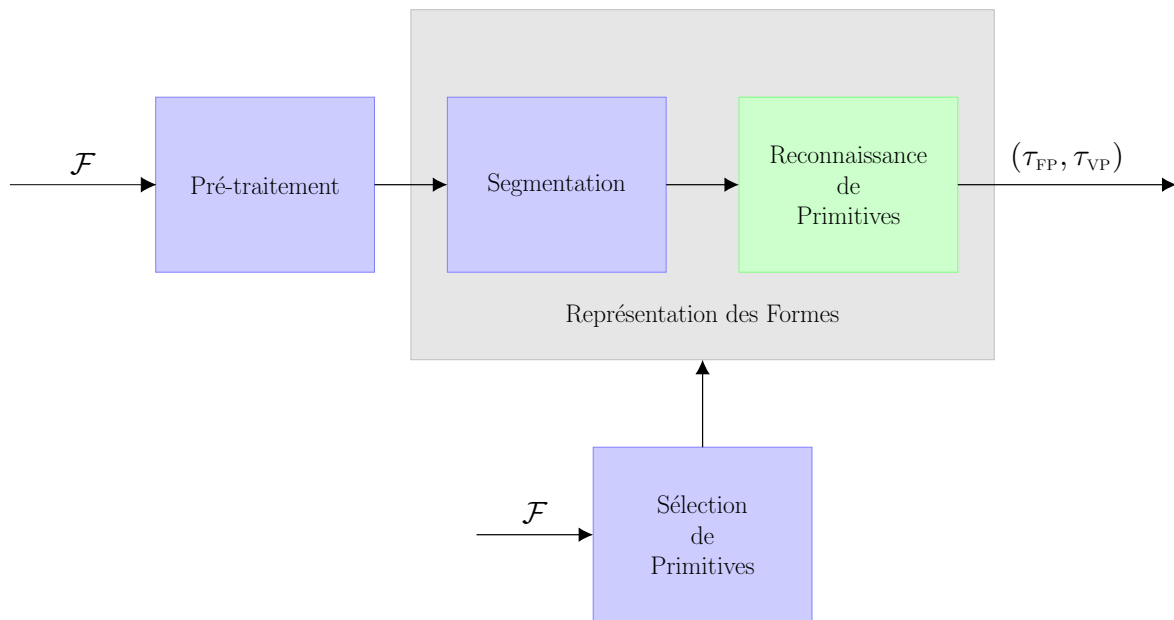 ℱ
Pré-traitement
Segmentation
Reconnaissance
de
Primitives
(τ_FP, τ_VP)
Représentation des Formes
ℱ
Sélection
de
Primitives